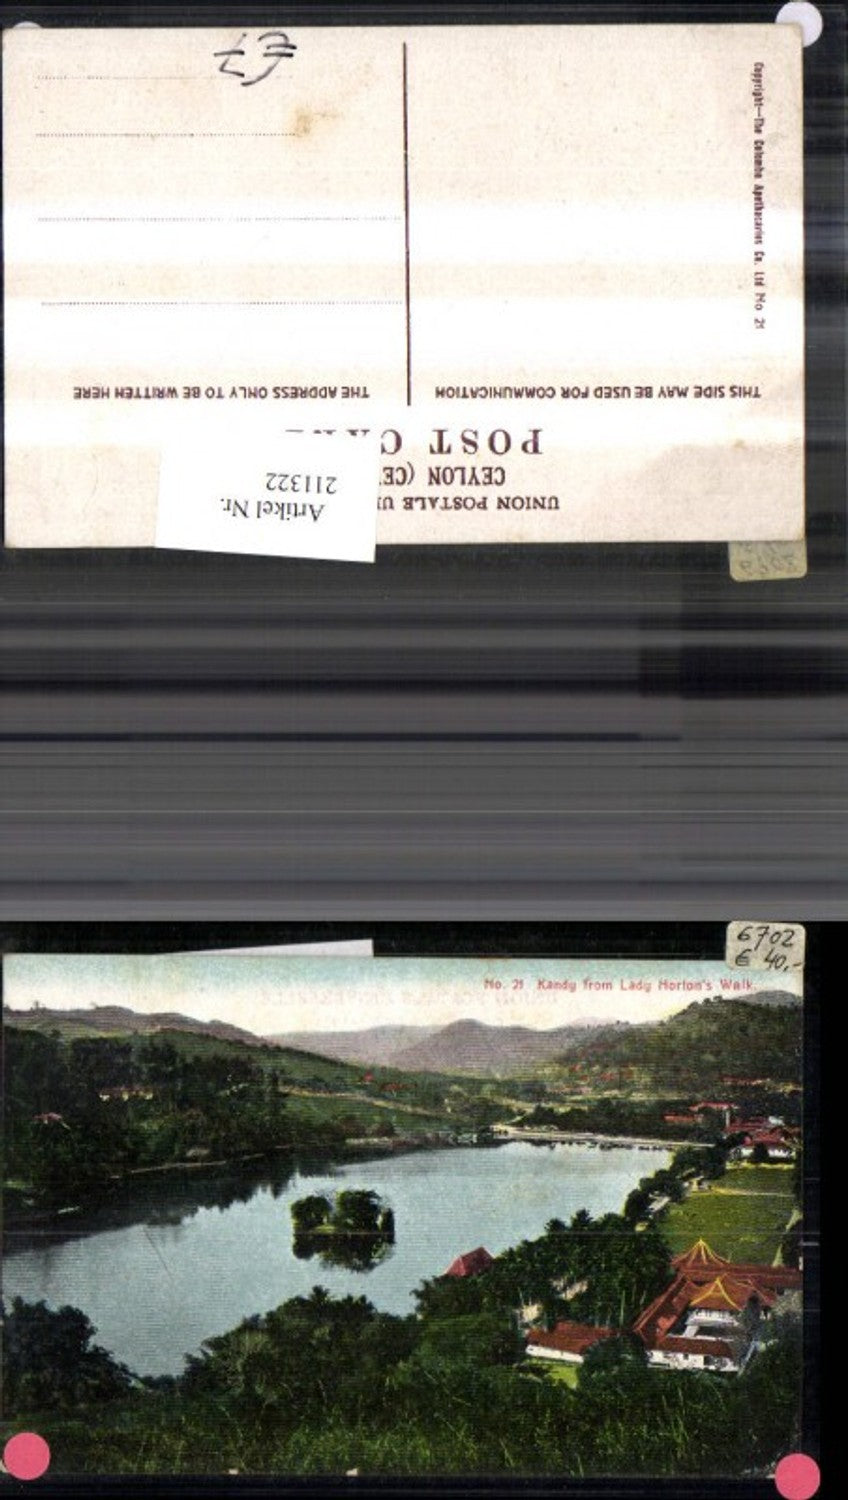 UNION POSTALE
CEYLON
POST
THIS SIDE MAY BE USED FOR COMMUNICATION
THE ADDRESS ONLY TO BE WRITTEN HERE
Artikel Nr.
211322
Copyright—The Colombo Apothecaries Co. Ltd No 21
€7
6702
€ 40,-
No. 21 Kandy from Lady Horton's Walk.